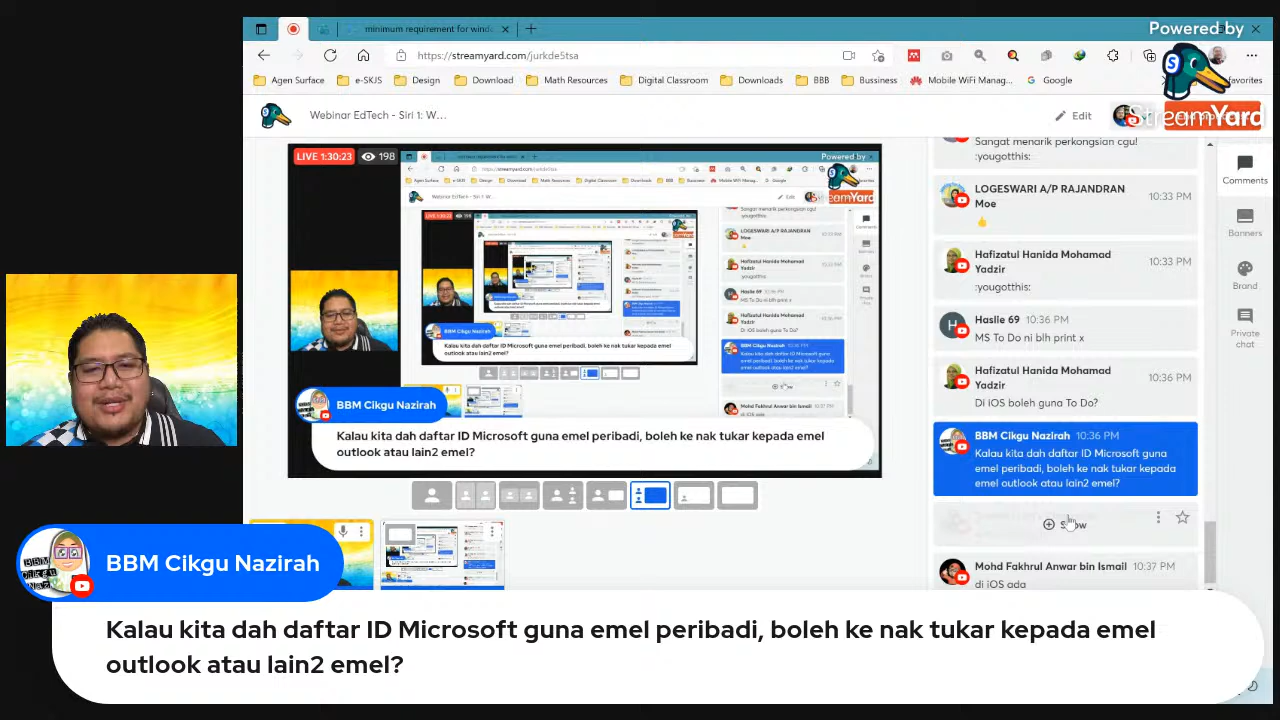 minimum requirement for wind
Powered by
https://streamyard.com/jurkde5tsa
Agen Surface
e-SKJS
Design
Download
Math Resources
Digital Classroom
Downloads
BBB
Bussiness
Mobile WiFi Manag...
Google
favorites
Webinar EdTech - Siri 1: W...
Edit
StreamYard
LIVE 1:30:23
198
Sangat menarik perkongsian cgu!
:yougotthis:
LOGESWARI A/P RAJANDRAN
Moe
10:33 PM
Hafizatul Hanida Mohamad
Yadzir
10:33 PM
:yougotthis:
Haslle 69 10:36 PM
MS To Do ni blh print x
Hafizatul Hanida Mohamad
Yadzir
10:36 PM
Di iOS boleh guna To Do?
BBM Cikgu Nazirah 10:36 PM
Kalau kita dah daftar ID Microsoft guna
emel peribadi, boleh ke nak tukar kepada
emel outlook atau lain2 emel?
Show
Mohd Fakhrul Anwar bin Ismail 10:37 PM
di iOS ada
Comments
Banners
Brand
Private
chat
BBM Cikgu Nazirah
Kalau kita dah daftar ID Microsoft guna emel peribadi, boleh ke nak tukar kepada emel
outlook atau lain2 emel?
BBM Cikgu Nazirah
Kalau kita dah daftar ID Microsoft guna emel peribadi, boleh ke nak tukar kepada emel
outlook atau lain2 emel?